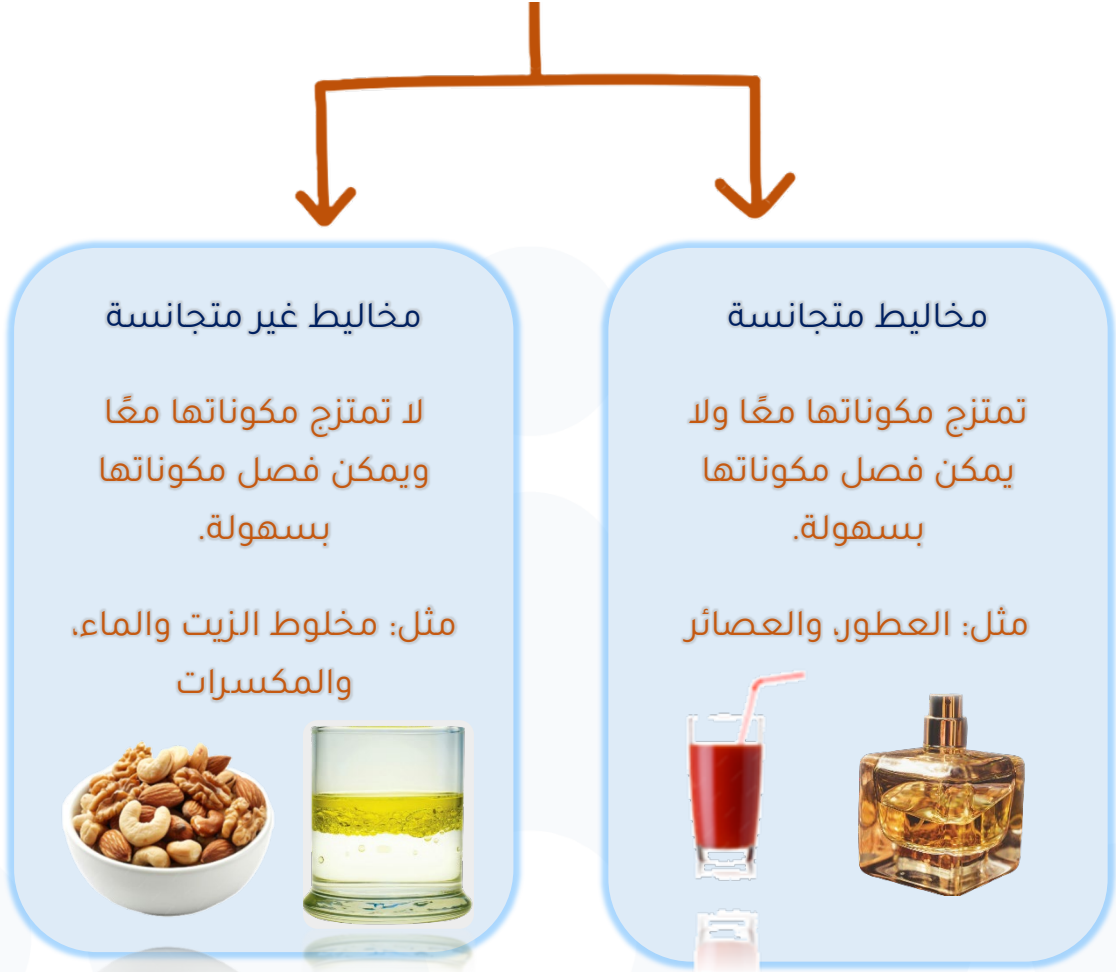 مخاليط متجانسة
تمتزج مكوناتها معًا ولا
يمكن فصل مكوناتها
بسهولة.
مثل: العطور، والعصائر
مخاليط غير متجانسة
لا تمتزج مكوناتها معًا
ويمكن فصل مكوناتها
بسهولة.
مثل: مخلوط الزيت والماء،
والمكسرات